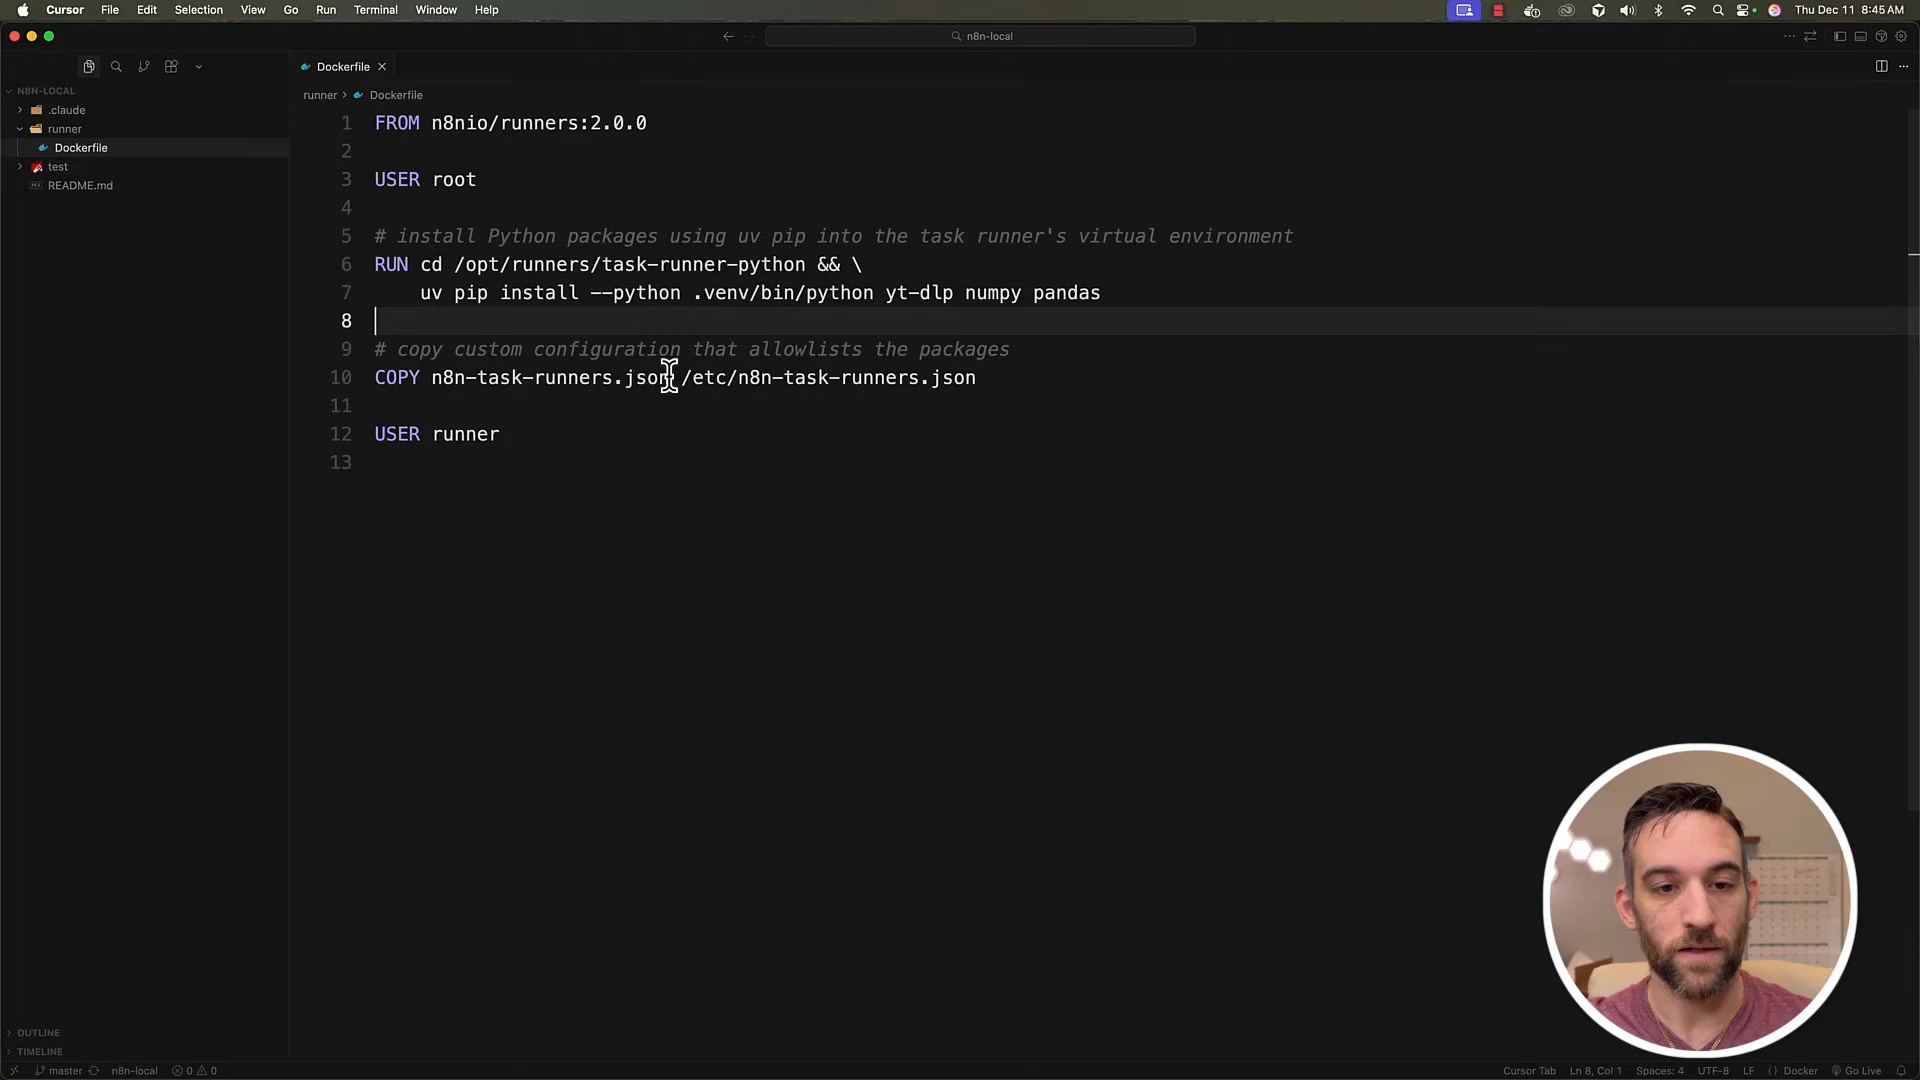 Cursor File Edit Selection View Go Run Terminal Window Help Thu Dec 11 8:45 AM
n8n-local
Dockerfile
N8N-LOCAL
.claude
runner
Dockerfile
test
README.md
runner > Dockerfile
1 FROM n8nio/runners:2.0.0
2
3 USER root
4
5 # install Python packages using uv pip into the task runner's virtual environment
6 RUN cd /opt/runners/task-runner-python && \
7 uv pip install --python .venv/bin/python yt-dlp numpy pandas
8
9 # copy custom configuration that allowlists the packages
10 COPY n8n-task-runners.json /etc/n8n-task-runners.json
11
12 USER runner
13
OUTLINE
TIMELINE
master n8n-local 0 0 Cursor Tab Ln 8, Col 1 Spaces: 4 UTF-8 LF { } Docker Go Live